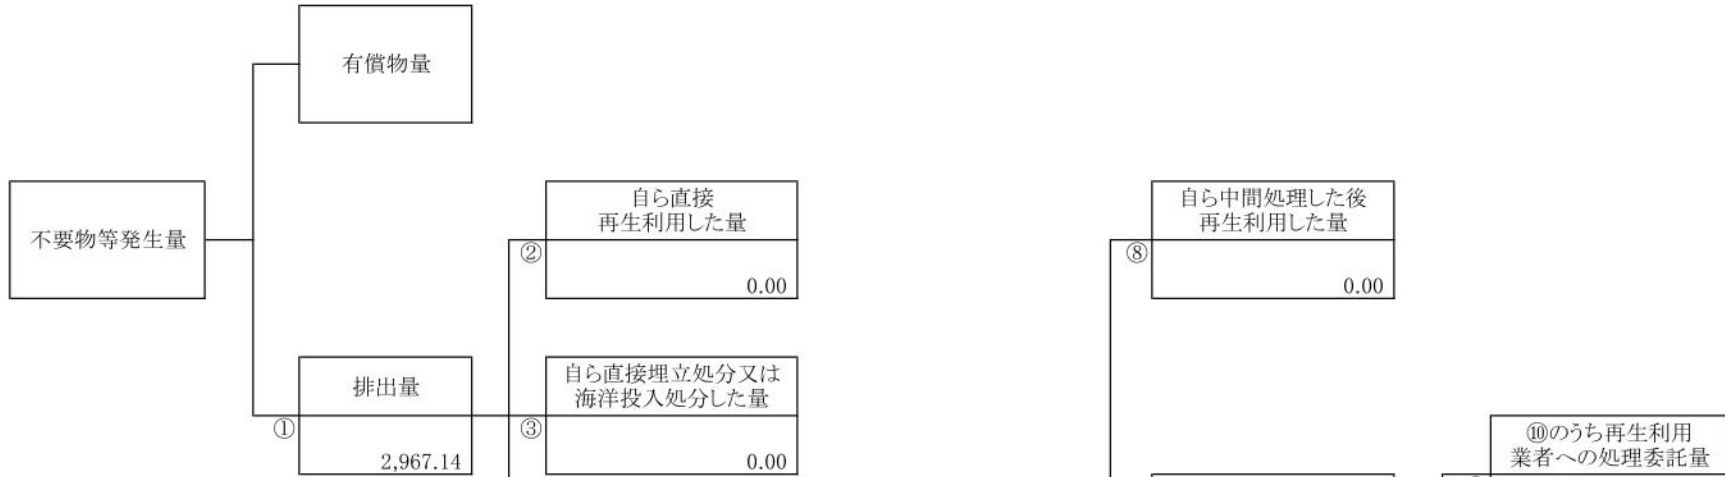 有償物量
不要物等発生量
自ら直接
再生利用した量
②
0.00
自ら中間処理した後
再生利用した量
⑧
0.00
排出量
①
2,967.14
自ら直接埋立処分又は
海洋投入処分した量
③
0.00
⑩のうち再生利用
業者への処理委託量